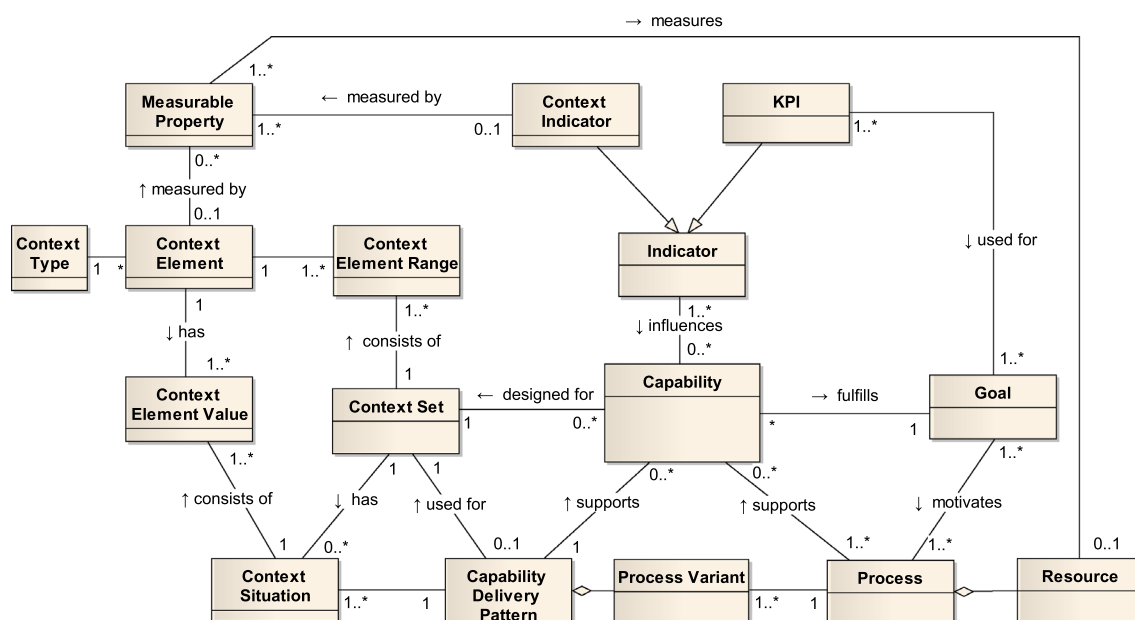 → measures
1..*
Measurable
Property
← measured by
1..*
0..1
Context
Indicator
KPI
1..*
0..*
↑ measured by
0..1
Context
Type
1
*
Context
Element
1
1..*
Context
Element Range
Indicator
↓ used for
1
↓ has
1..*
1..*
↑ consists of
1
1..*
↓ influences
0..*
1..*
Context
Element Value
Context Set
← designed for
1
0..*
Capability
→ fulfills
*
1
Goal
1..*
↑ consists of
1
1
↓ has
0..*
1
↑ used for
0..1
0..*
↑ supports
1
0..*
↑ supports
1..*
1..*
↓ motivates
1..*
0..1
Context
Situation
1..*
1
Capability
Delivery
Pattern
Process Variant
1..*
1
Process
Resource